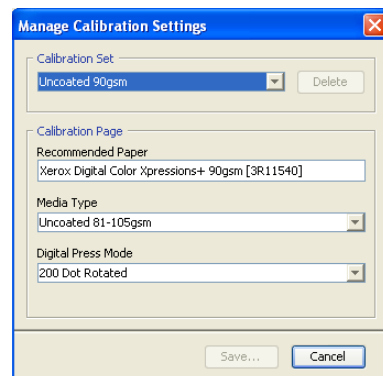 Manage Calibration Settings
Calibration Set
Uncoated 90gsm
Delete
Calibration Page
Recommended Paper
Xerox Digital Color Xpressions+ 90gsm [3R11540]
Media Type
Uncoated 81-105gsm
Digital Press Mode
200 Dot Rotated
Save... Cancel